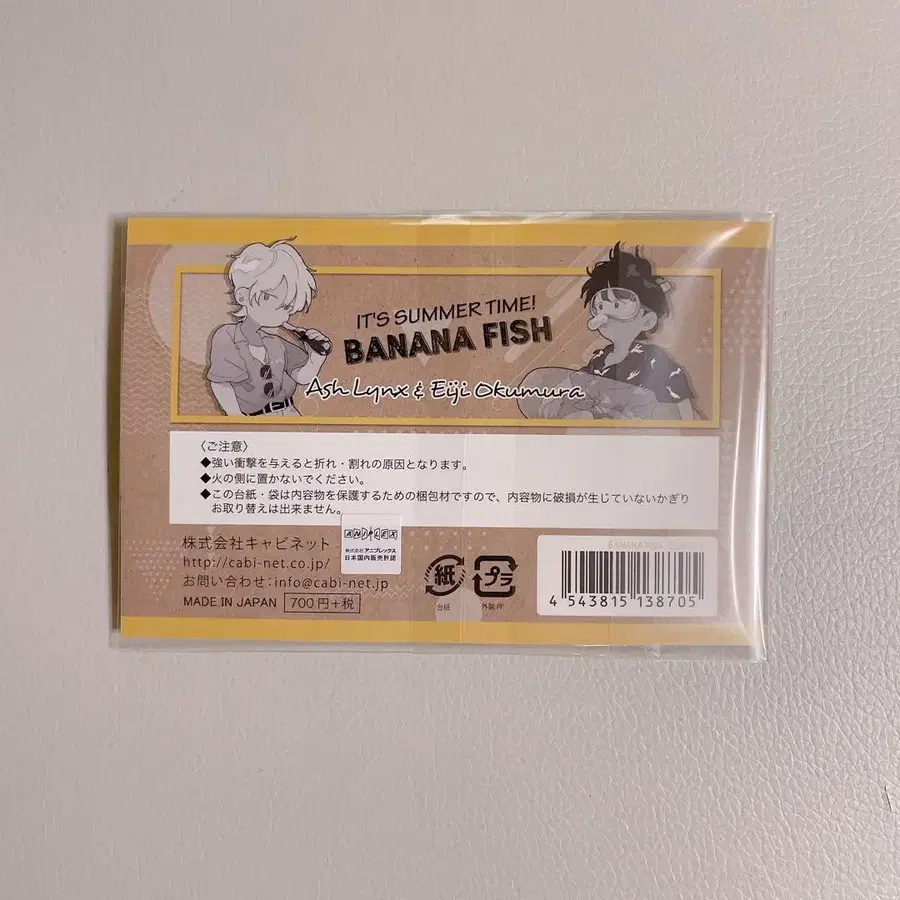 IT'S SUMMER TIME!
BANANA FISH
Ash Lynx & Eiji Okumura
〈ご注意〉
◆強い衝撃を与えると折れ・割れの原因となります。
◆火の側に置かないでください。
◆この台紙・袋は内容物を保護するための梱包材ですので、内容物に破損が生じていないかぎり
お取り替えは出来ません。
株式会社キャビネット
http://cabi-net.co.jp/
お問い合わせ:info@cabi-net.jp
MADE IN JAPAN 700円+税
ANIPLEX
株式会社アニプレックス
日本国内販売許諾
紙
台紙
プラ
外装:PP
BANANA FISH
4 543815 138705